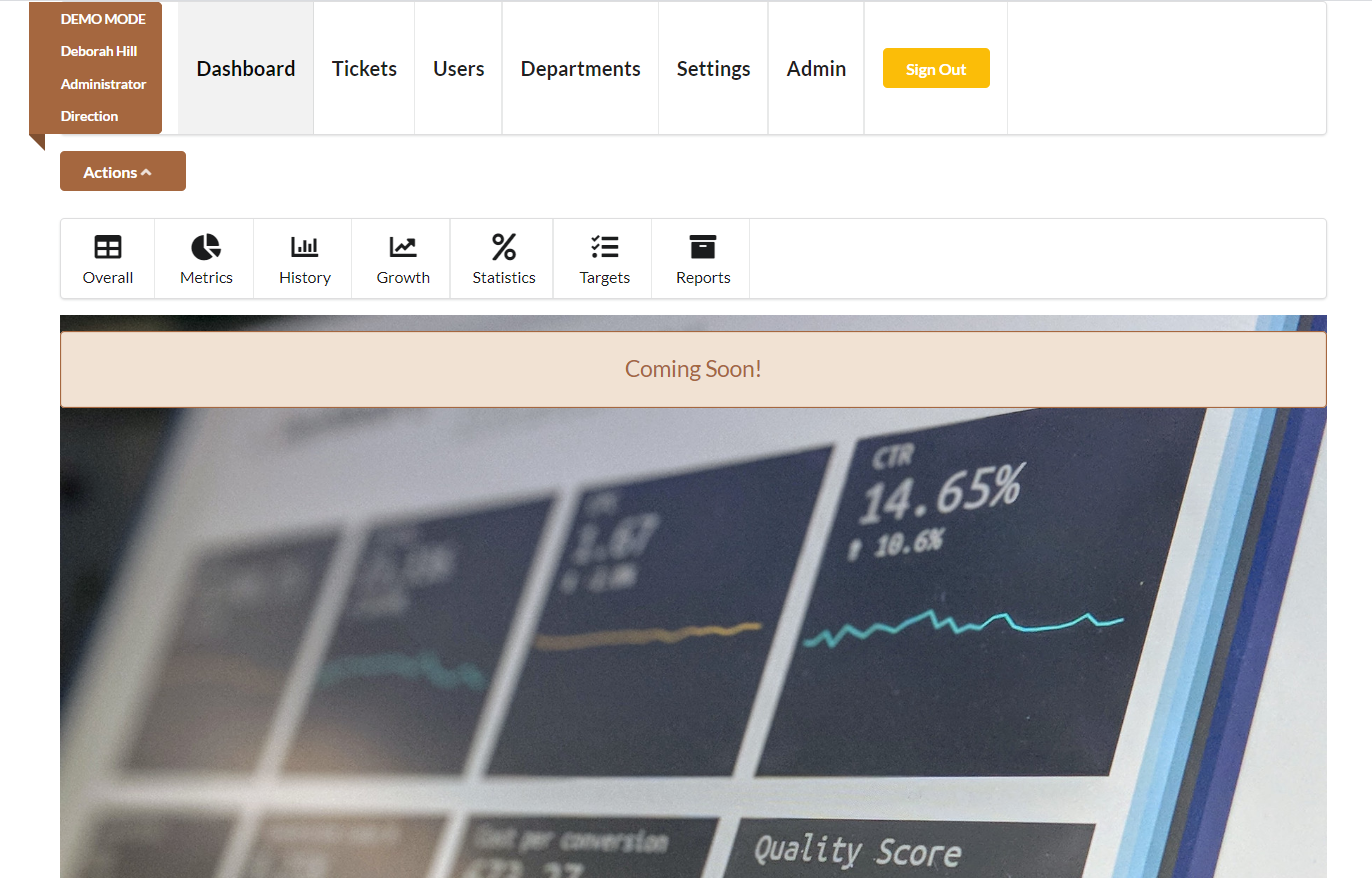 DEMO MODE
Deborah Hill
Administrator
Direction
Dashboard
Tickets
Users
Departments
Settings
Admin
Sign Out
Actions
Overall
Metrics
History
Growth
Statistics
Targets
Reports
Coming Soon!
CTR
14.65%
10.6%
Cost per conversion
Quality Score